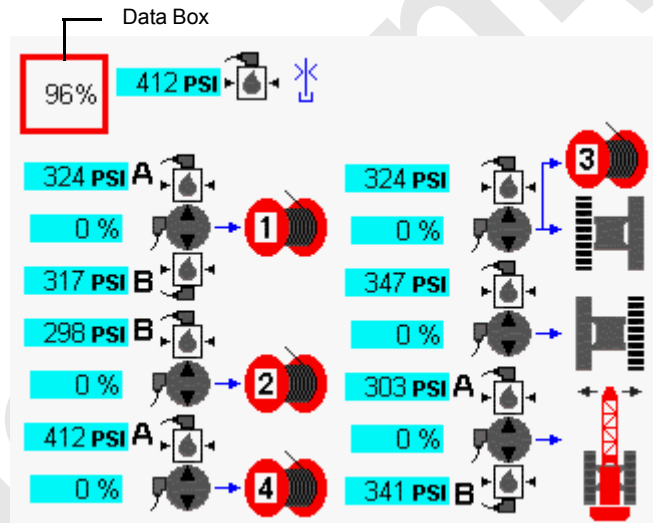 Data Box
96%
412 PSI
324 PSI A
0 %
1
317 PSI B
298 PSI B
0 %
2
412 PSI A
0 %
4
3
324 PSI
0 %
347 PSI
0 %
303 PSI A
0 %
341 PSI B